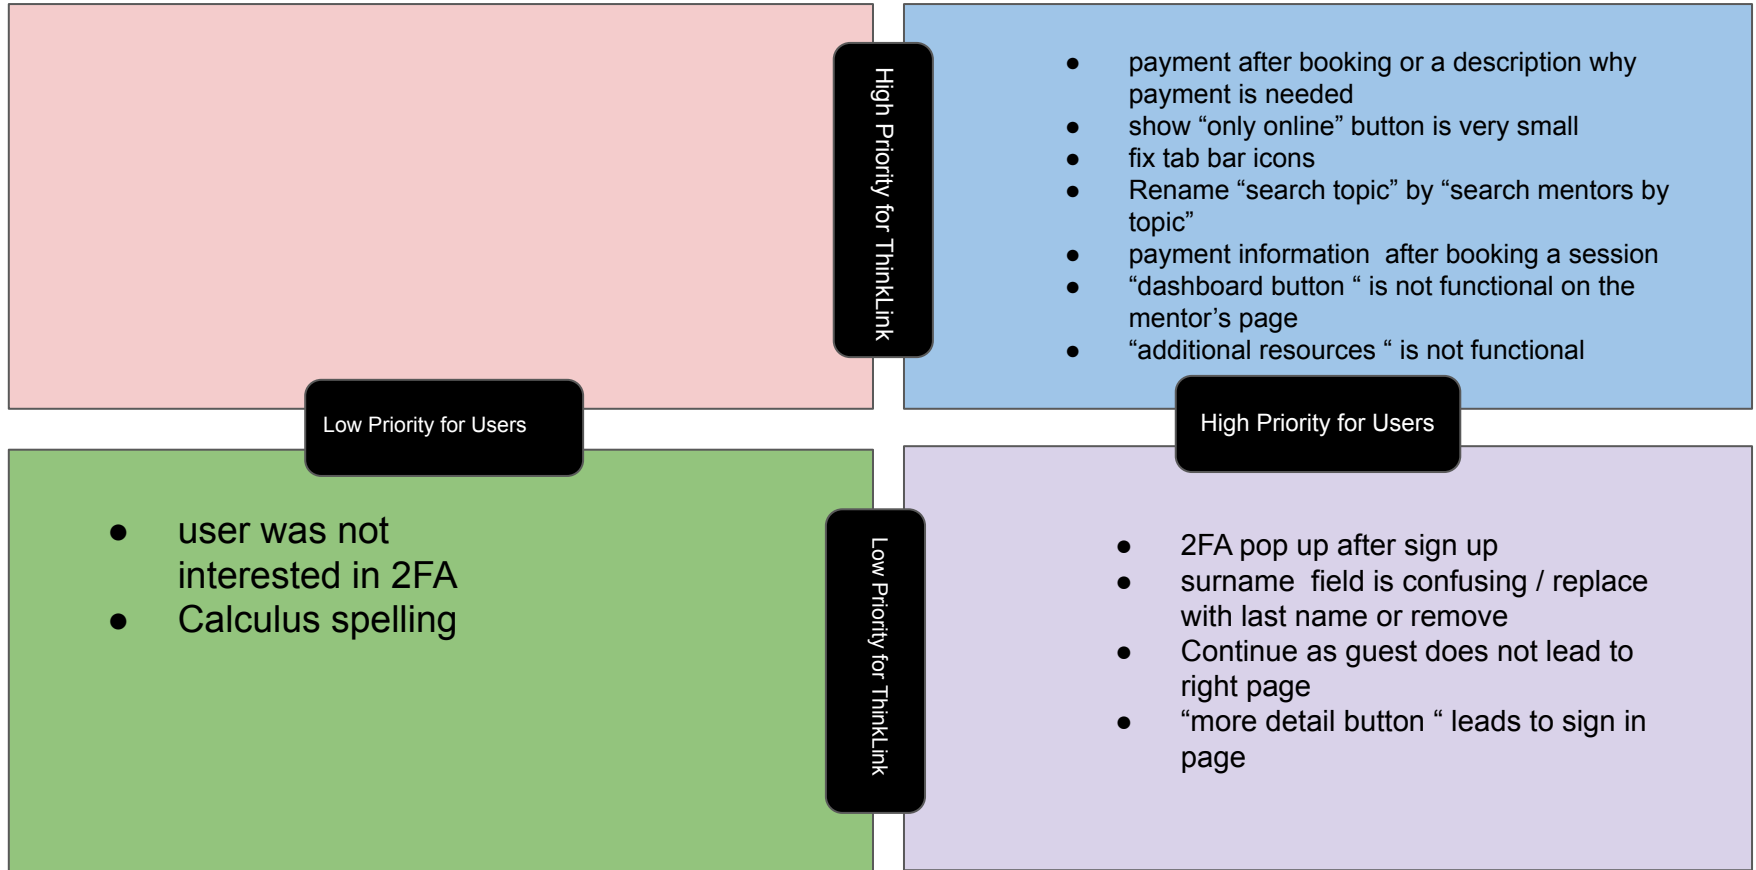 High Priority for ThinkLink
● payment after booking or a description why
payment is needed
● show “only online” button is very small
● fix tab bar icons
● Rename “search topic” by “search mentors by
topic”
● payment information  after booking a session
● “dashboard button “ is not functional on the
mentor’s page
● “additional resources “ is not functional
Low Priority for Users
High Priority for Users
● user was not
interested in 2FA
● Calculus spelling
Low Priority for ThinkLink
● 2FA pop up after sign up
● surname  field is confusing / replace
with last name or remove
● Continue as guest does not lead to
right page
● “more detail button “ leads to sign in
page